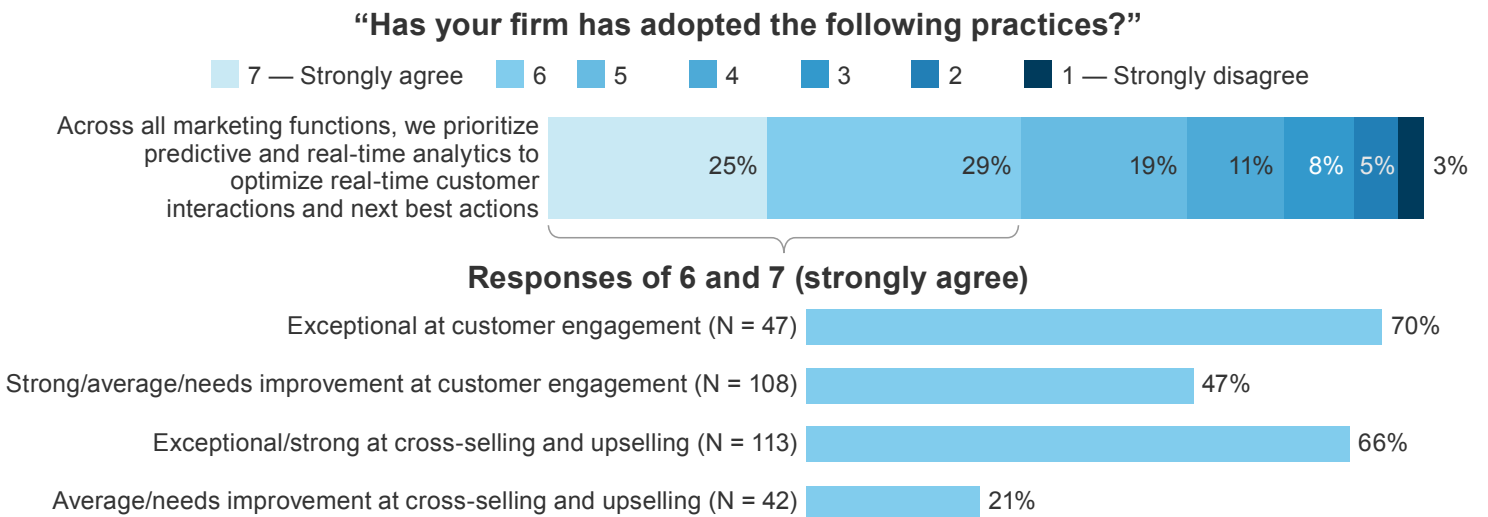 “Has your firm has adopted the following practices?”
7 — Strongly agree 6 5 4 3 2 1 — Strongly disagree
Across all marketing functions, we prioritize
predictive and real-time analytics to
optimize real-time customer
interactions and next best actions
25% 29% 19% 11% 8% 5% 3%
Responses of 6 and 7 (strongly agree)
Exceptional at customer engagement (N = 47) 70%
Strong/average/needs improvement at customer engagement (N = 108) 47%
Exceptional/strong at cross-selling and upselling (N = 113) 66%
Average/needs improvement at cross-selling and upselling (N = 42) 21%